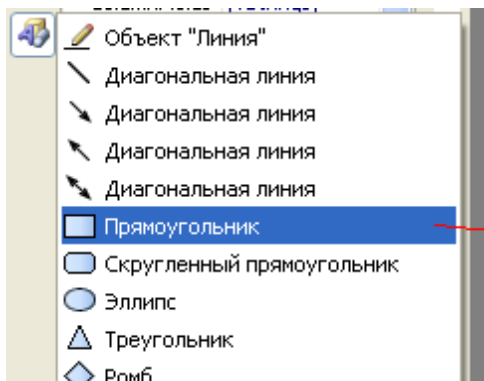 Объект "Линия"
Диагональная линия
Диагональная линия
Диагональная линия
Диагональная линия
Прямоугольник
Скругленный прямоугольник
Эллипс
Треугольник
Ромб